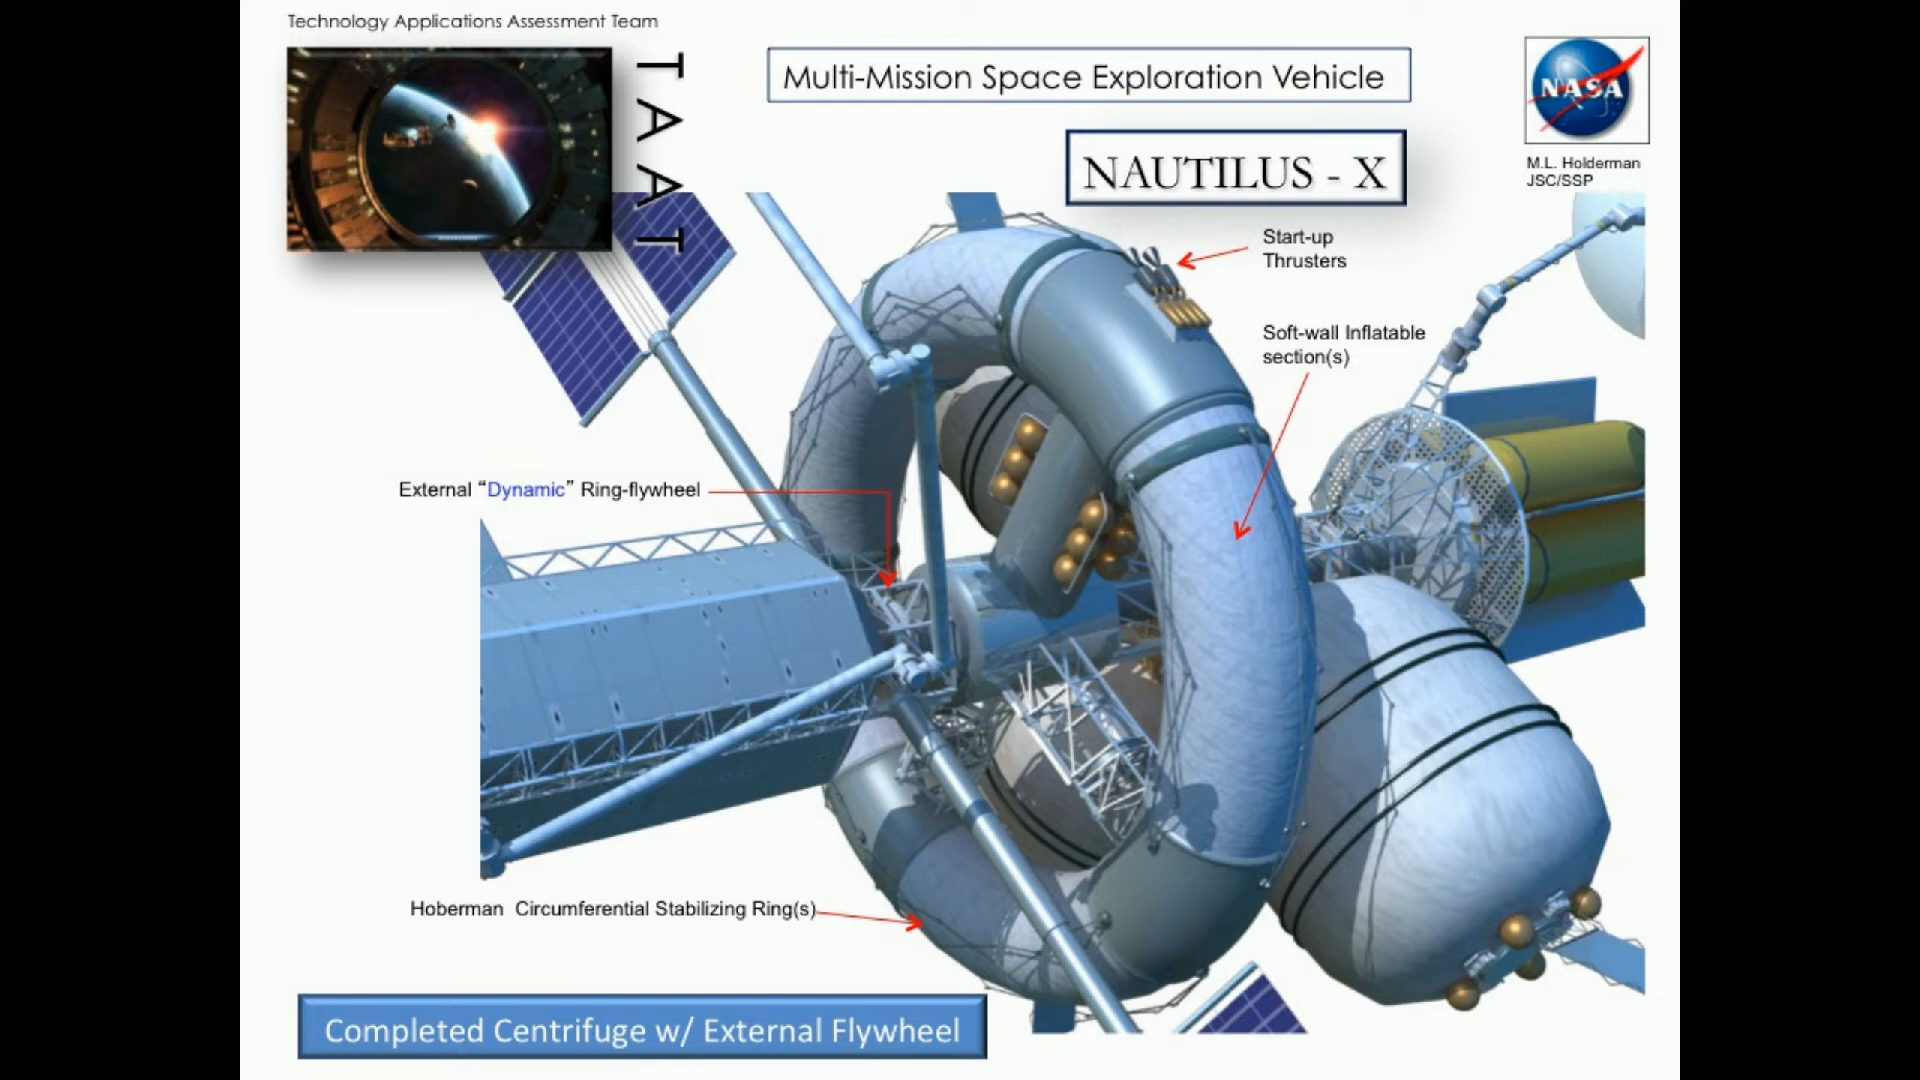 Technology Applications Assessment Team
TAAT
Multi-Mission Space Exploration Vehicle
NASA
NAUTILUS - X
M.L. Holderman
JSC/SSP
Start-up
Thrusters
Soft-wall Inflatable
section(s)
External “Dynamic” Ring-flywheel
Hoberman Circumferential Stabilizing Ring(s)
Completed Centrifuge w/ External Flywheel